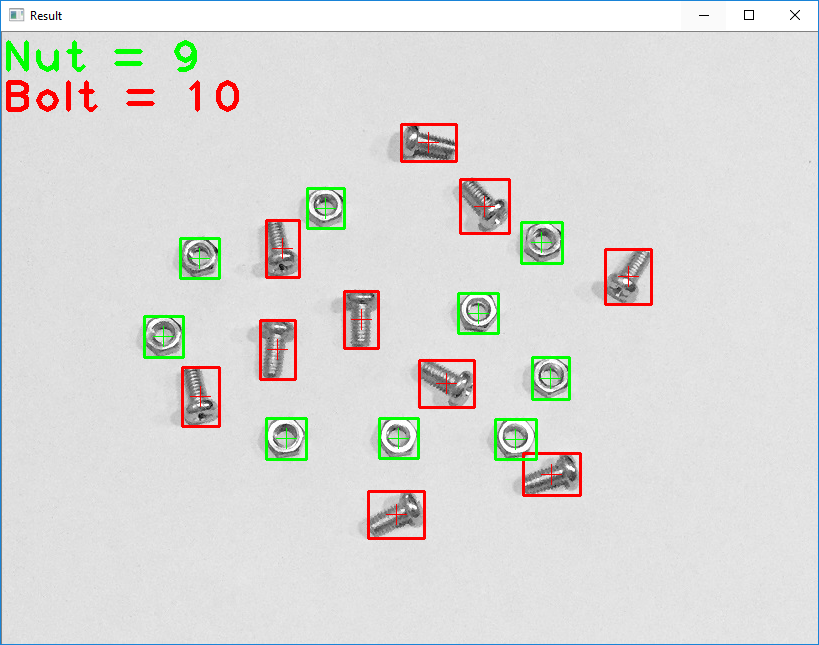 Result
Nut = 9
Bolt = 10